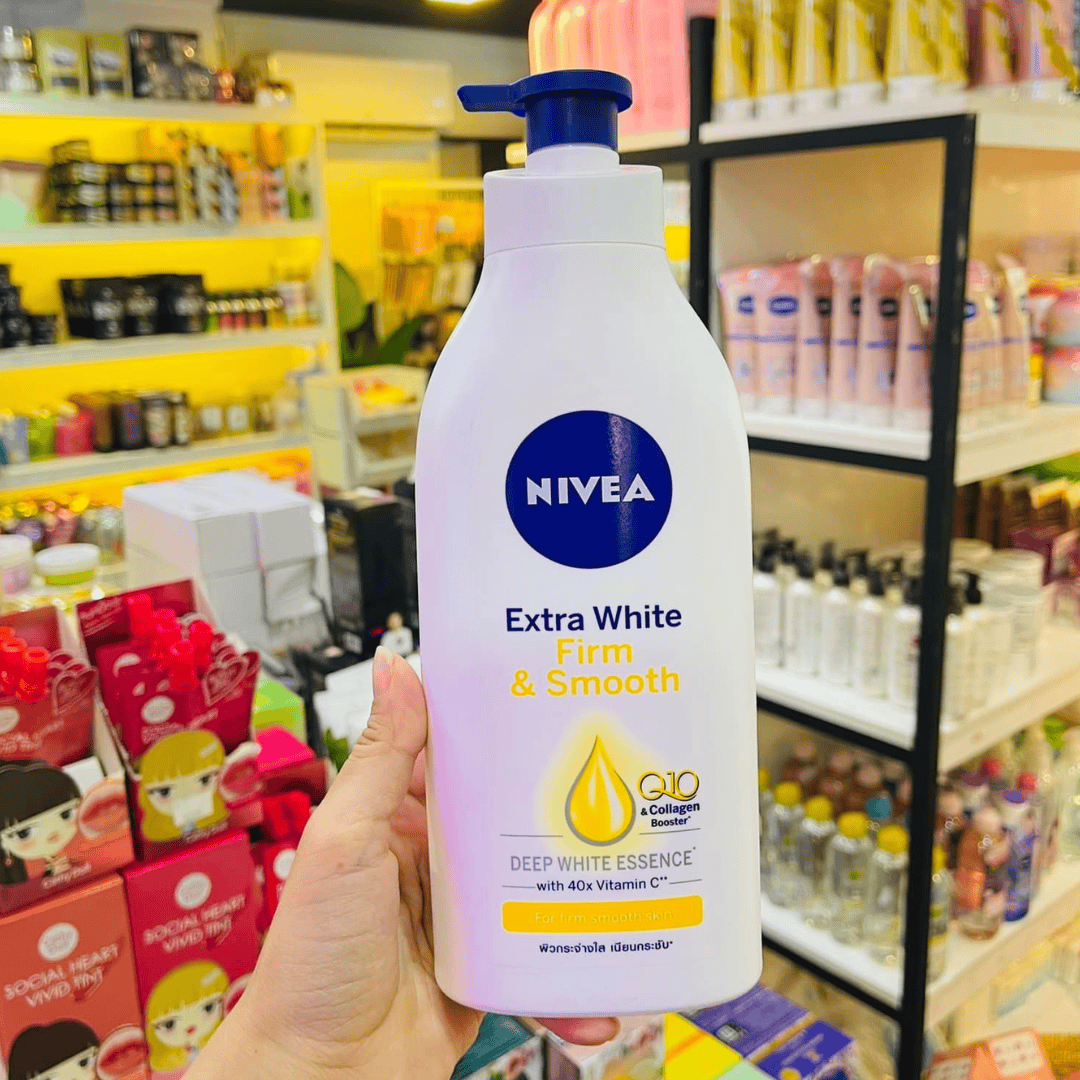 NIVEA
Extra White
Firm
& Smooth
Q10
& Collagen
Booster*
DEEP WHITE ESSENCE*
with 40x Vitamin C**
For firm smooth skin
ผิวกระจ่างใส เนียนกระชับ*
SOCIAL HEART
VIVID TINT
SOCIAL HEART
VIVID TINT